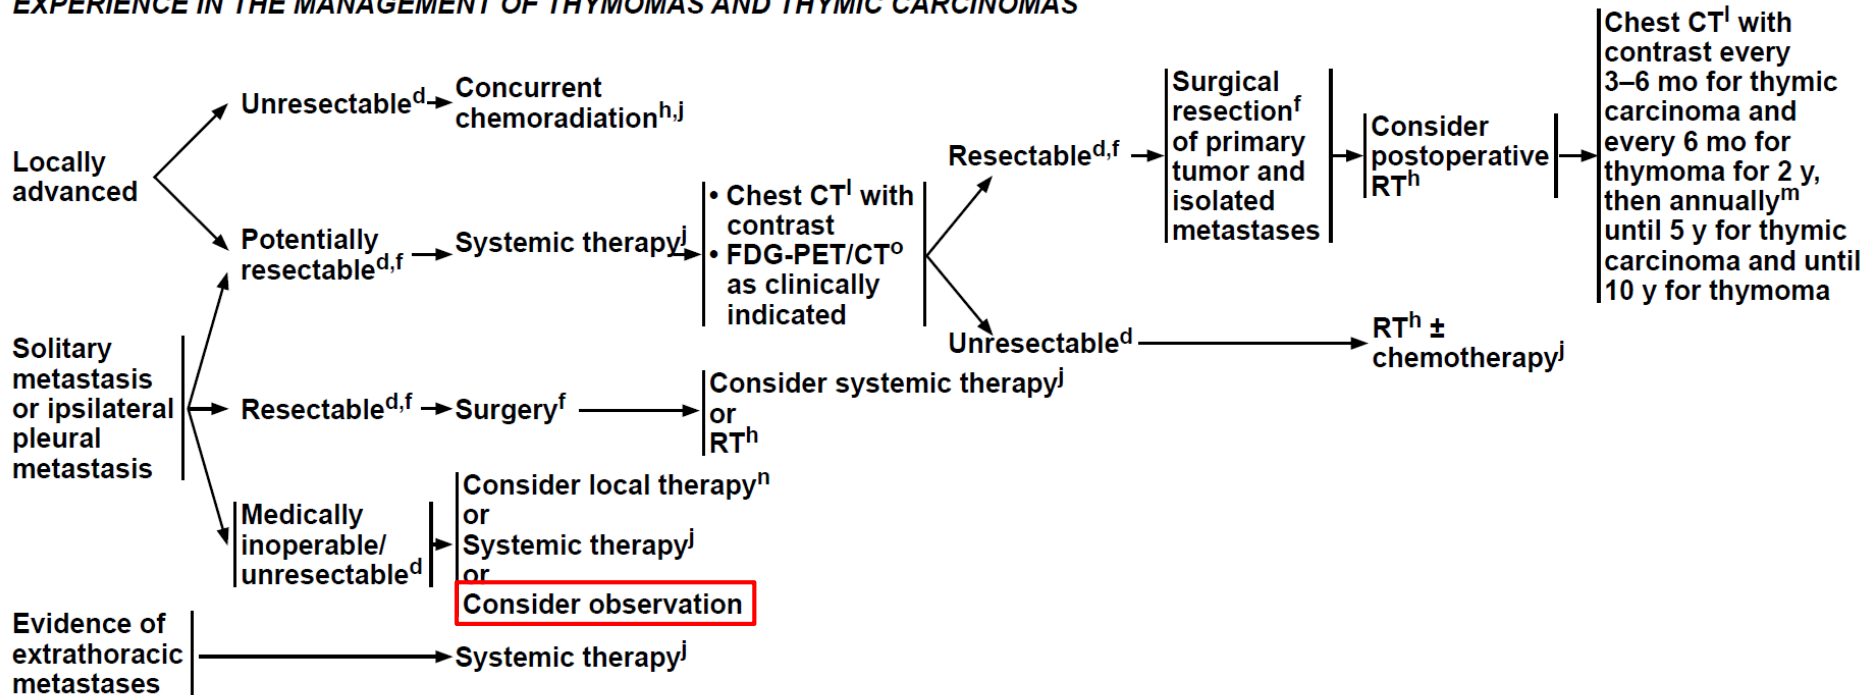 EXPERIENCE IN THE MANAGEMENT OF THYMOMAS AND THYMIC CARCINOMAS
Locally
advanced
Unresectableᵈ
Concurrent
chemoradiationʰ,ʲ
Potentially
resectableᵈ,ᶠ
Systemic therapyʲ
• Chest CTˡ with
contrast
• FDG-PET/CTᵒ
as clinically
indicated
Resectableᵈ,ᶠ
Surgical
resectionᶠ
of primary
tumor and
isolated
metastases
Consider
postoperative
RTʰ
Chest CTˡ with
contrast every
3–6 mo for thymic
carcinoma and
every 6 mo for
thymoma for 2 y,
then annuallyᵐ
until 5 y for thymic
carcinoma and until
10 y for thymoma
Unresectableᵈ
RTʰ ±
chemotherapyʲ
Solitary
metastasis
or ipsilateral
pleural
metastasis
Resectableᵈ,ᶠ
Surgeryᶠ
Consider systemic therapyʲ
or
RTʰ
Medically
inoperable/
unresectableᵈ
Consider local therapyⁿ
or
Systemic therapyʲ
or
Consider observation
Evidence of
extrathoracic
metastases
Systemic therapyʲ